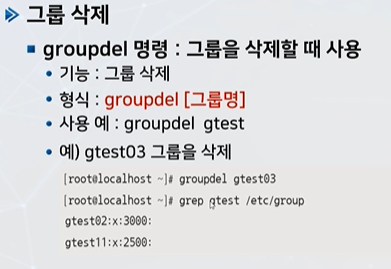 그룹 삭제
groupdel 명령 : 그룹을 삭제할 때 사용
• 기능 : 그룹 삭제
• 형식 : groupdel [그룹명]
• 사용 예 : groupdel gtest
• 예) gtest03 그룹을 삭제
[root@localhost ~]# groupdel gtest03
[root@localhost ~]# grep gtest /etc/group
gtest02:x:3000:
gtest11:x:2500: